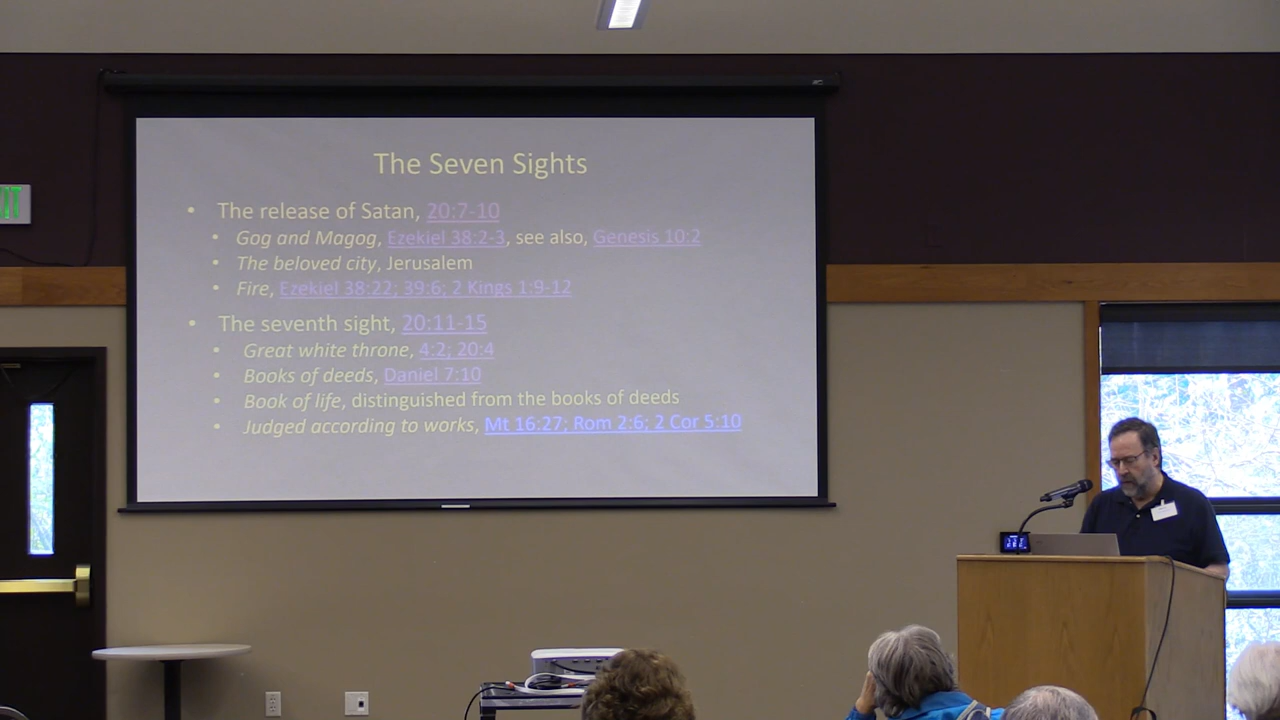 The Seven Sights
• The release of Satan, 20:7-10
• Gog and Magog, Ezekiel 38:2-3, see also, Genesis 10:2
• The beloved city, Jerusalem
• Fire, Ezekiel 38:22; 39:6; 2 Kings 1:9-12
• The seventh sight, 20:11-15
• Great white throne, 4:2; 20:4
• Books of deeds, Daniel 7:10
• Book of life, distinguished from the books of deeds
• Judged according to works, Mt 16:27; Rom 2:6; 2 Cor 5:10